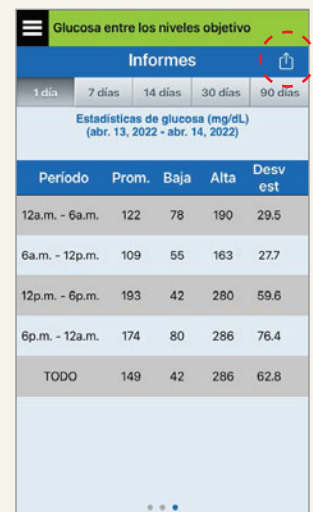 Glucosa entre los niveles objetivo
Informes
1 día 7 días 14 días 30 días 90 días
Estadísticas de glucosa (mg/dL)
(abr. 13, 2022 - abr. 14, 2022)
Período Prom. Baja Alta Desv est
12a.m. - 6a.m. 122 78 190 29.5
6a.m. - 12p.m. 109 55 163 27.7
12p.m. - 6p.m. 193 42 280 59.6
6p.m. - 12a.m. 174 80 286 76.4
TODO 149 42 286 62.8